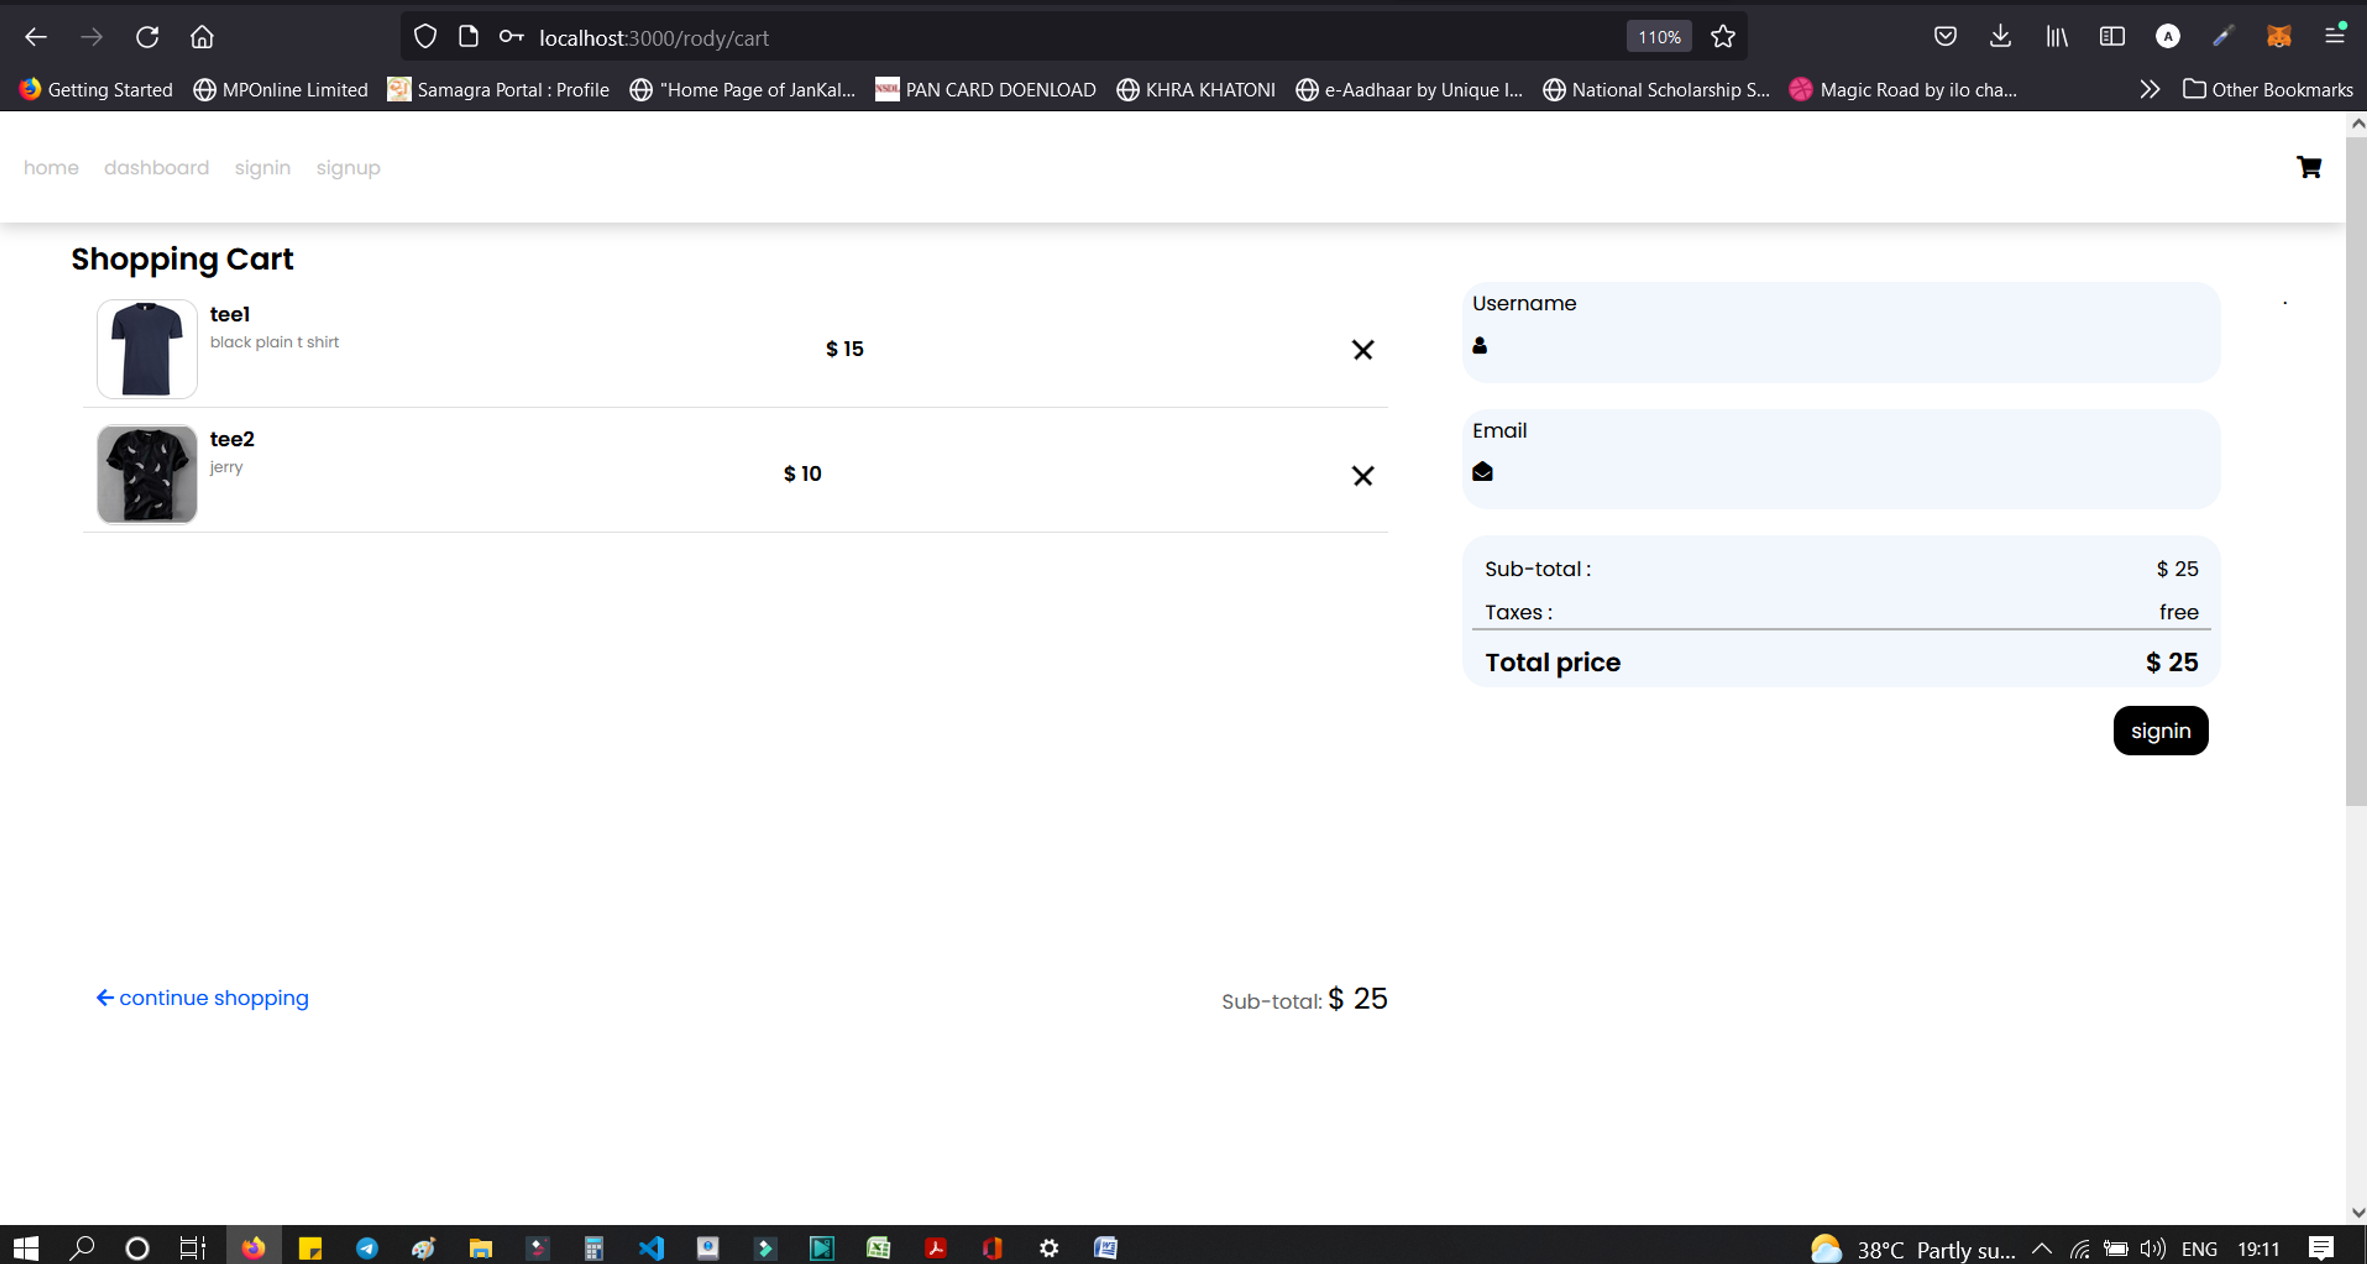 localhost:3000/rody/cart
110%
Getting Started
MPOnline Limited
Samagra Portal : Profile
"Home Page of JanKal...
NSDL
PAN CARD DOENLOAD
KHRA KHATONI
e-Aadhaar by Unique I...
National Scholarship S...
Magic Road by ilo cha...
Other Bookmarks
home dashboard signin signup
Shopping Cart
tee1
black plain t shirt
$ 15
tee2
jerry
$ 10
continue shopping
Sub-total: $ 25
Username
.
Email
Sub-total : $ 25
Taxes : free
Total price $ 25
signin
38°C Partly su... ENG 19:11